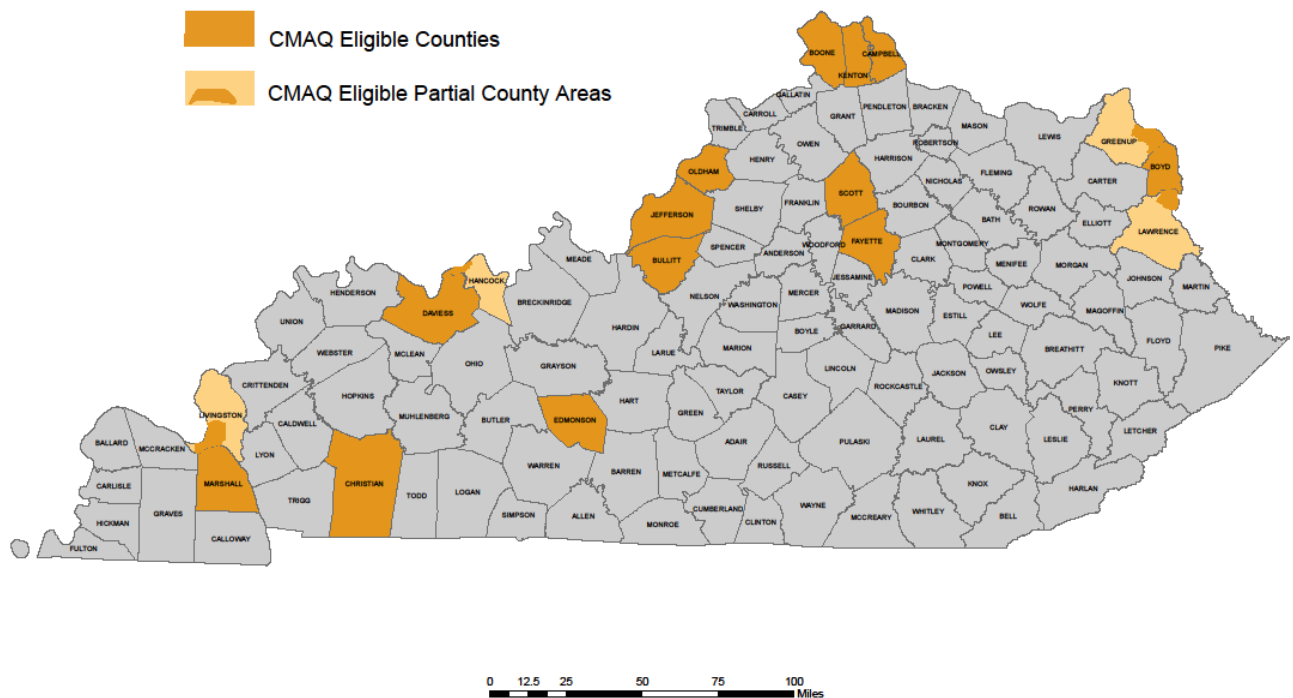 CMAQ Eligible Counties
CMAQ Eligible Partial County Areas
BOONE
CAMPBELL
KENTON
GALLATIN
PENDLETON
BRACKEN
CARROLL
GRANT
TRIMBLE
MASON
LEWIS
GREENUP
OWEN
ROBERTSON
HENRY
HARRISON
BOYD
OLDHAM
FLEMING
CARTER
NICHOLAS
SCOTT
SHELBY
FRANKLIN
BOURBON
ROWAN
JEFFERSON
BATH
ELLIOTT
LAWRENCE
FAYETTE
WOODFORD
MONTGOMERY
SPENCER
ANDERSON
BULLITT
CLARK
MENIFEE
MORGAN
MEADE
JESSAMINE
JOHNSON
MARTIN
HANCOCK
POWELL
HENDERSON
BRECKINRIDGE
NELSON
WASHINGTON
MERCER
WOLFE
MAGOFFIN
DAVIESS
MADISON
ESTILL
UNION
HARDIN
BOYLE
GARRARD
LEE
FLOYD
PIKE
WEBSTER
MCLEAN
LARUE
MARION
BREATHITT
OHIO
GRAYSON
LINCOLN
OWSLEY
JACKSON
CRITTENDEN
ROCKCASTLE
KNOTT
HOPKINS
TAYLOR
CASEY
HART
PERRY
LIVINGSTON
MUHLENBERG
BUTLER
EDMONSON
GREEN
CALDWELL
CLAY
LETCHER
BALLARD
MCCRACKEN
LYON
ADAIR
PULASKI
LAUREL
LESLIE
WARREN
BARREN
METCALFE
RUSSELL
CARLISLE
MARSHALL
CHRISTIAN
KNOX
HARLAN
TRIGG
TODD
LOGAN
WAYNE
CUMBERLAND
GRAVES
SIMPSON
ALLEN
WHITLEY
BELL
HICKMAN
MONROE
CLINTON
MCCREARY
CALLOWAY
FULTON
0 12.5 25 50 75 100
Miles